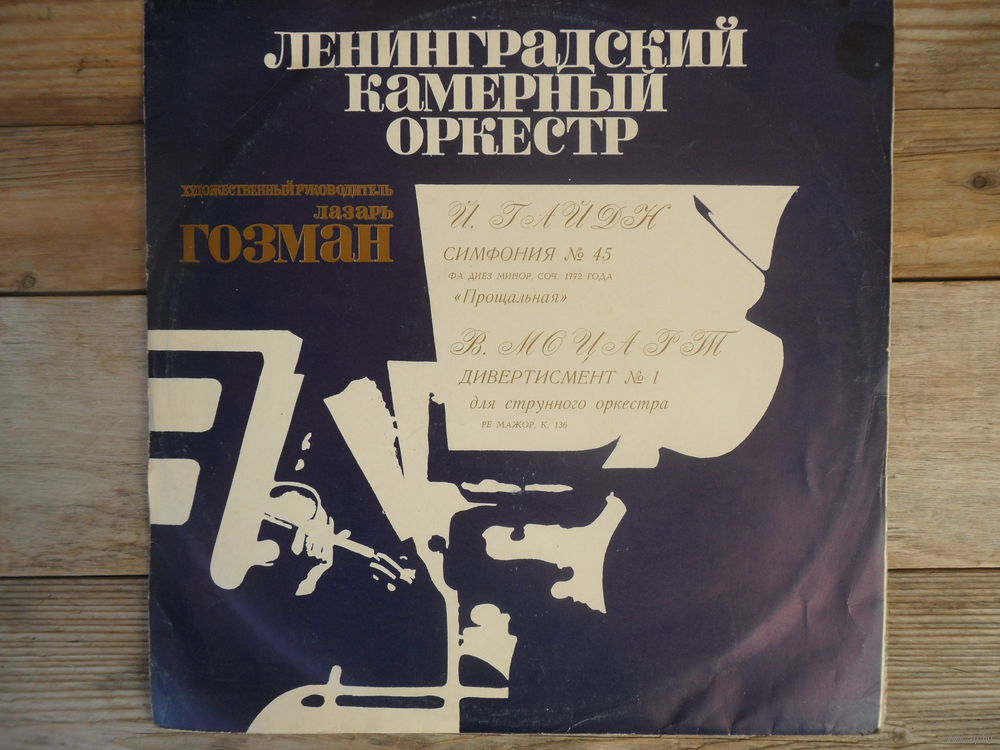 ЛЕНИНГРАДСКИЙ
КАМЕРНЫЙ
ОРКЕСТР
ХУДОЖЕСТВЕННЫЙ РУКОВОДИТЕЛЬ
ЛАЗАРЬ
ГОЗМАН
Й. ГАЙДН
СИМФОНИЯ № 45
ФА ДИЕЗ МИНОР, СОЧ. 1772 ГОДА
«Прощальная»
В. МОЦАРТ
ДИВЕРТИСМЕНТ № 1
для струнного оркестра
РЕ МАЖОР, К. 136